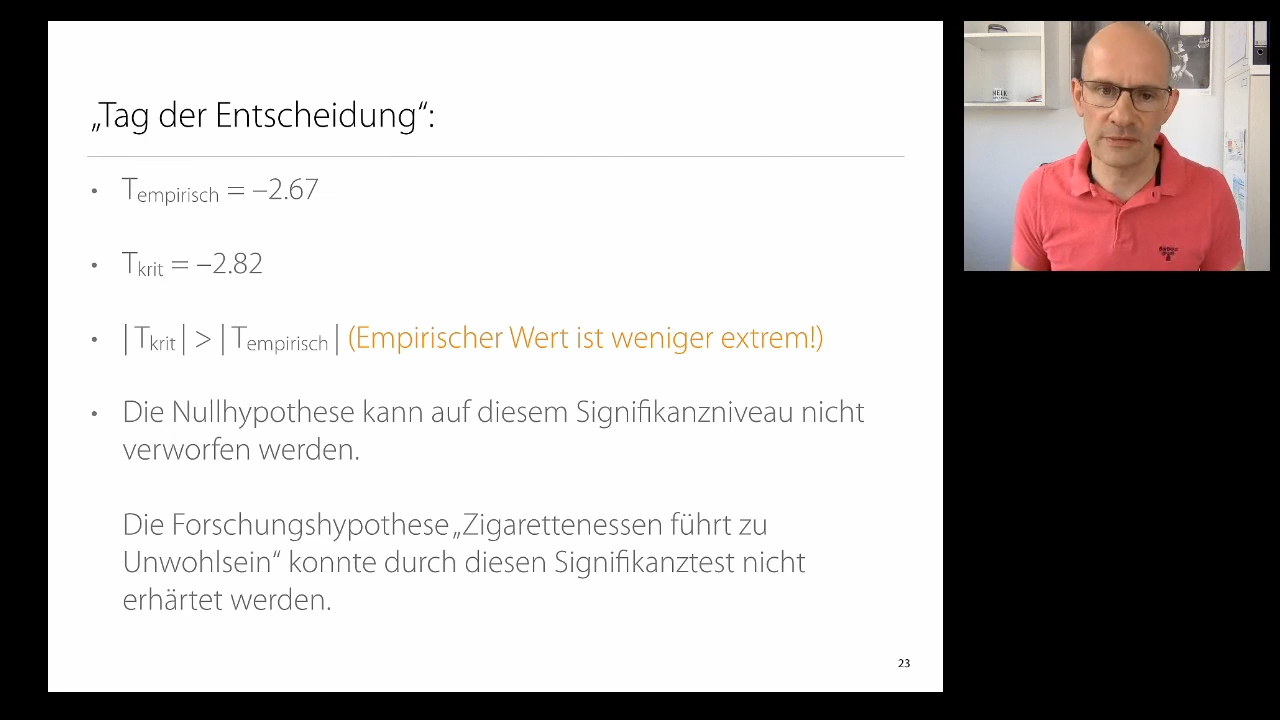 „Tag der Entscheidung“:
• Tempirisch = –2.67
• Tkrit = –2.82
• | Tkrit | > | Tempirisch | (Empirischer Wert ist weniger extrem!)
• Die Nullhypothese kann auf diesem Signifikanzniveau nicht
verworfen werden.
Die Forschungshypothese „Zigarettenessen führt zu
Unwohlsein“ konnte durch diesen Signifikanztest nicht
erhärtet werden.
23